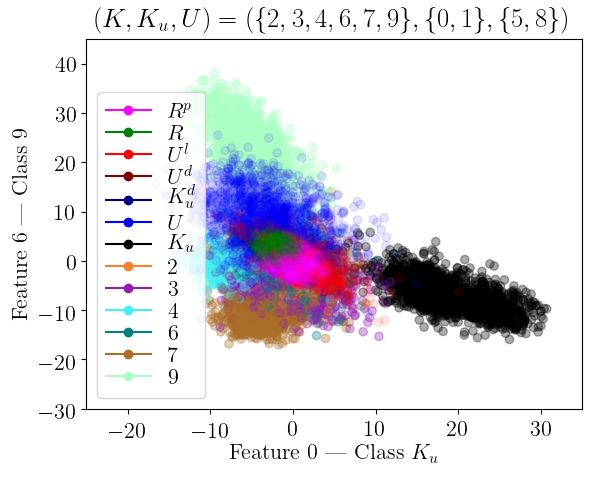 (K, K_u, U) = ({2, 3, 4, 6, 7, 9}, {0, 1}, {5, 8})
40
30
20
10
0
−10
−20
−30
Feature 6 — Class 9
R^p
R
U^l
U^d
K_u^d
U
K_u
2
3
4
6
7
9
−20 −10 0 10 20 30
Feature 0 — Class K_u